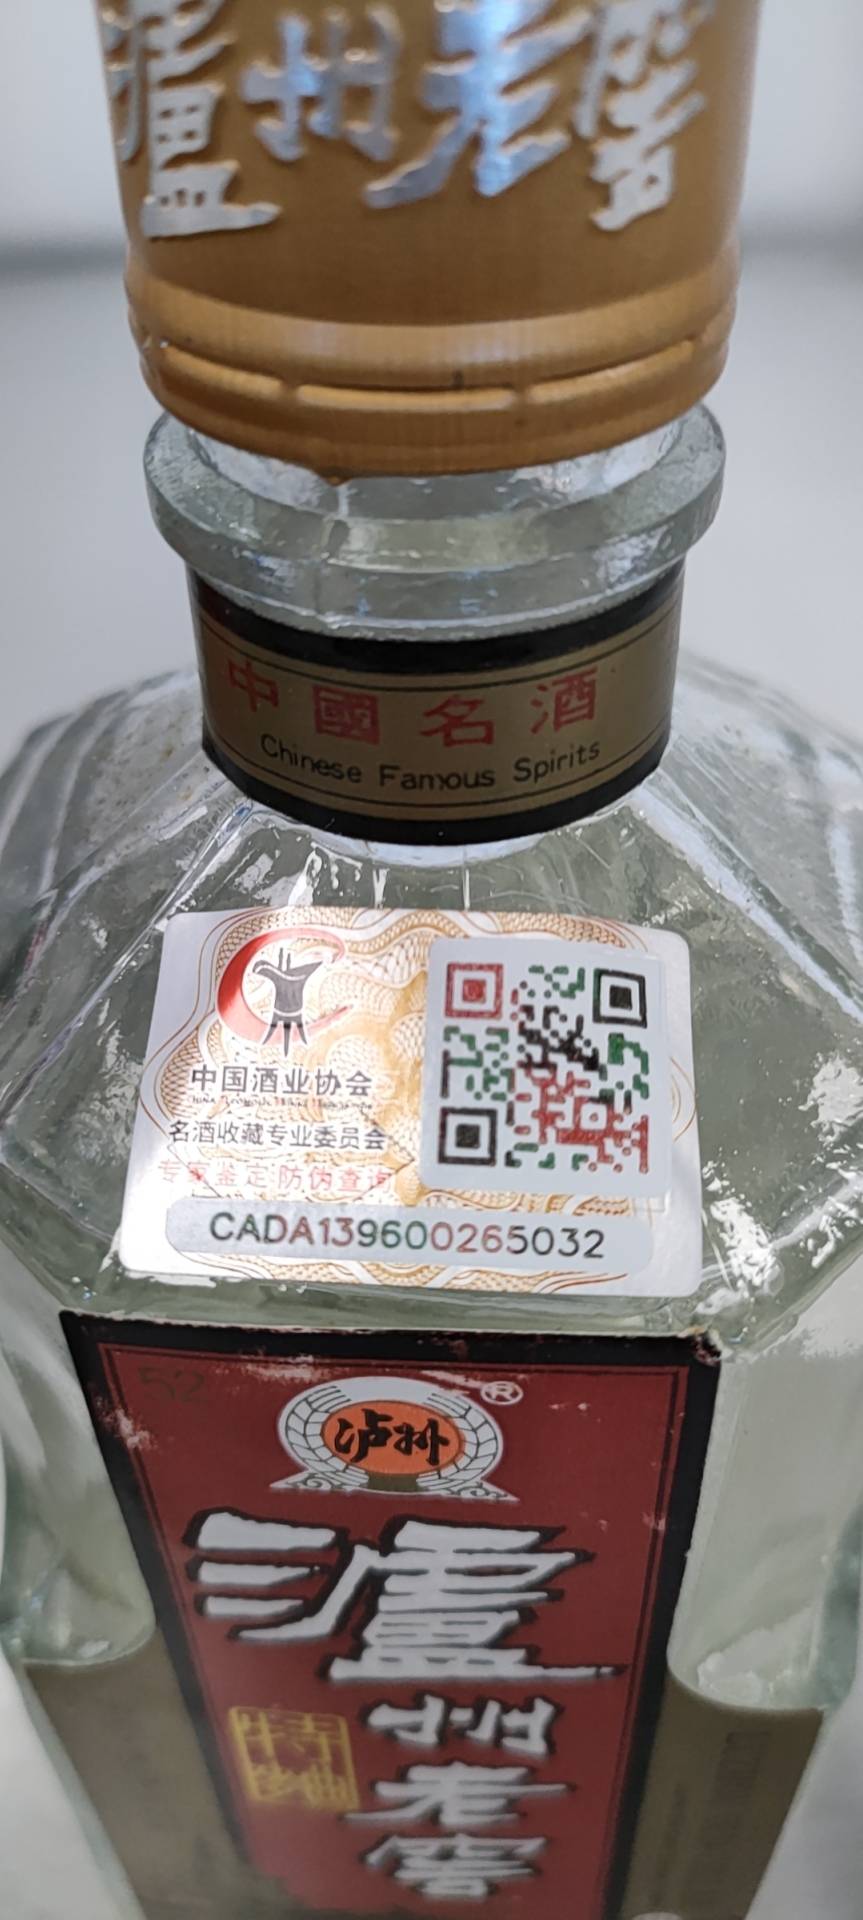 瀘州老窖
中國名酒
Chinese Famous Spirits
中国酒业协会
名酒收藏专业委员会
专家鉴定 防伪查询
CADA139600265032
52
®
泸州
瀘州老窖
特曲